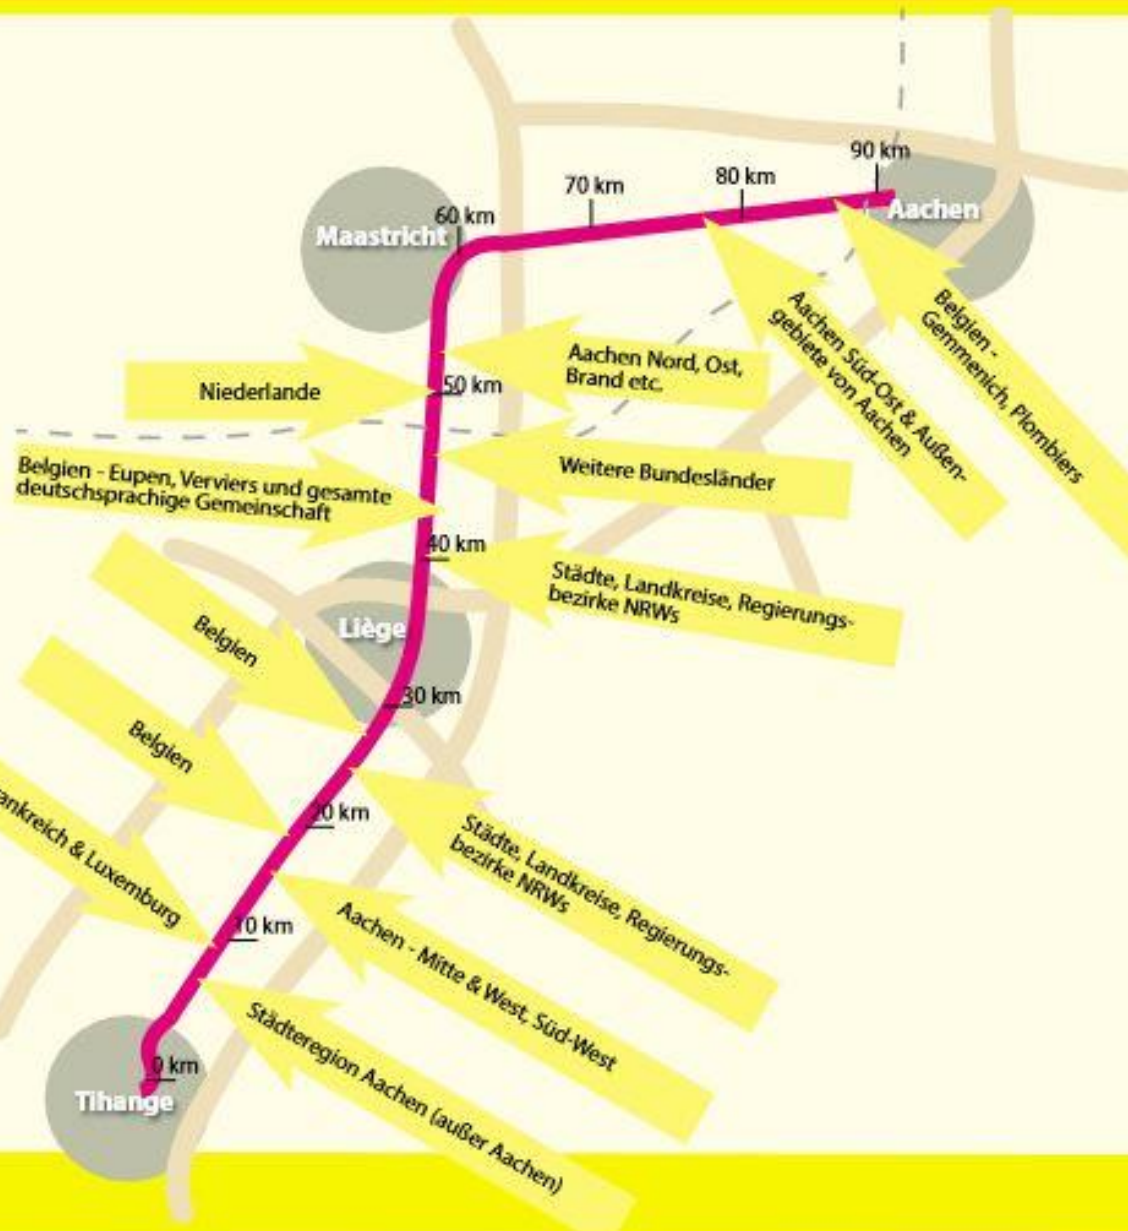 90 km
80 km
70 km
60 km
Aachen
Maastricht
Belgien -
Gemmenich, Plombiers
Aachen Süd-Ost & Außen-
gebiete von Aachen
Aachen Nord, Ost,
Brand etc.
50 km
Niederlande
Weitere Bundesländer
Belgien - Eupen, Verviers und gesamte
deutschsprachige Gemeinschaft
40 km
Städte, Landkreise, Regierungs-
bezirke NRWs
Liège
Belgien
30 km
Belgien
20 km
Städte, Landkreise, Regierungs-
bezirke NRWs
ankreich & Luxemburg
10 km
Aachen - Mitte & West, Süd-West
Städteregion Aachen (außer Aachen)
0 km
Tihange